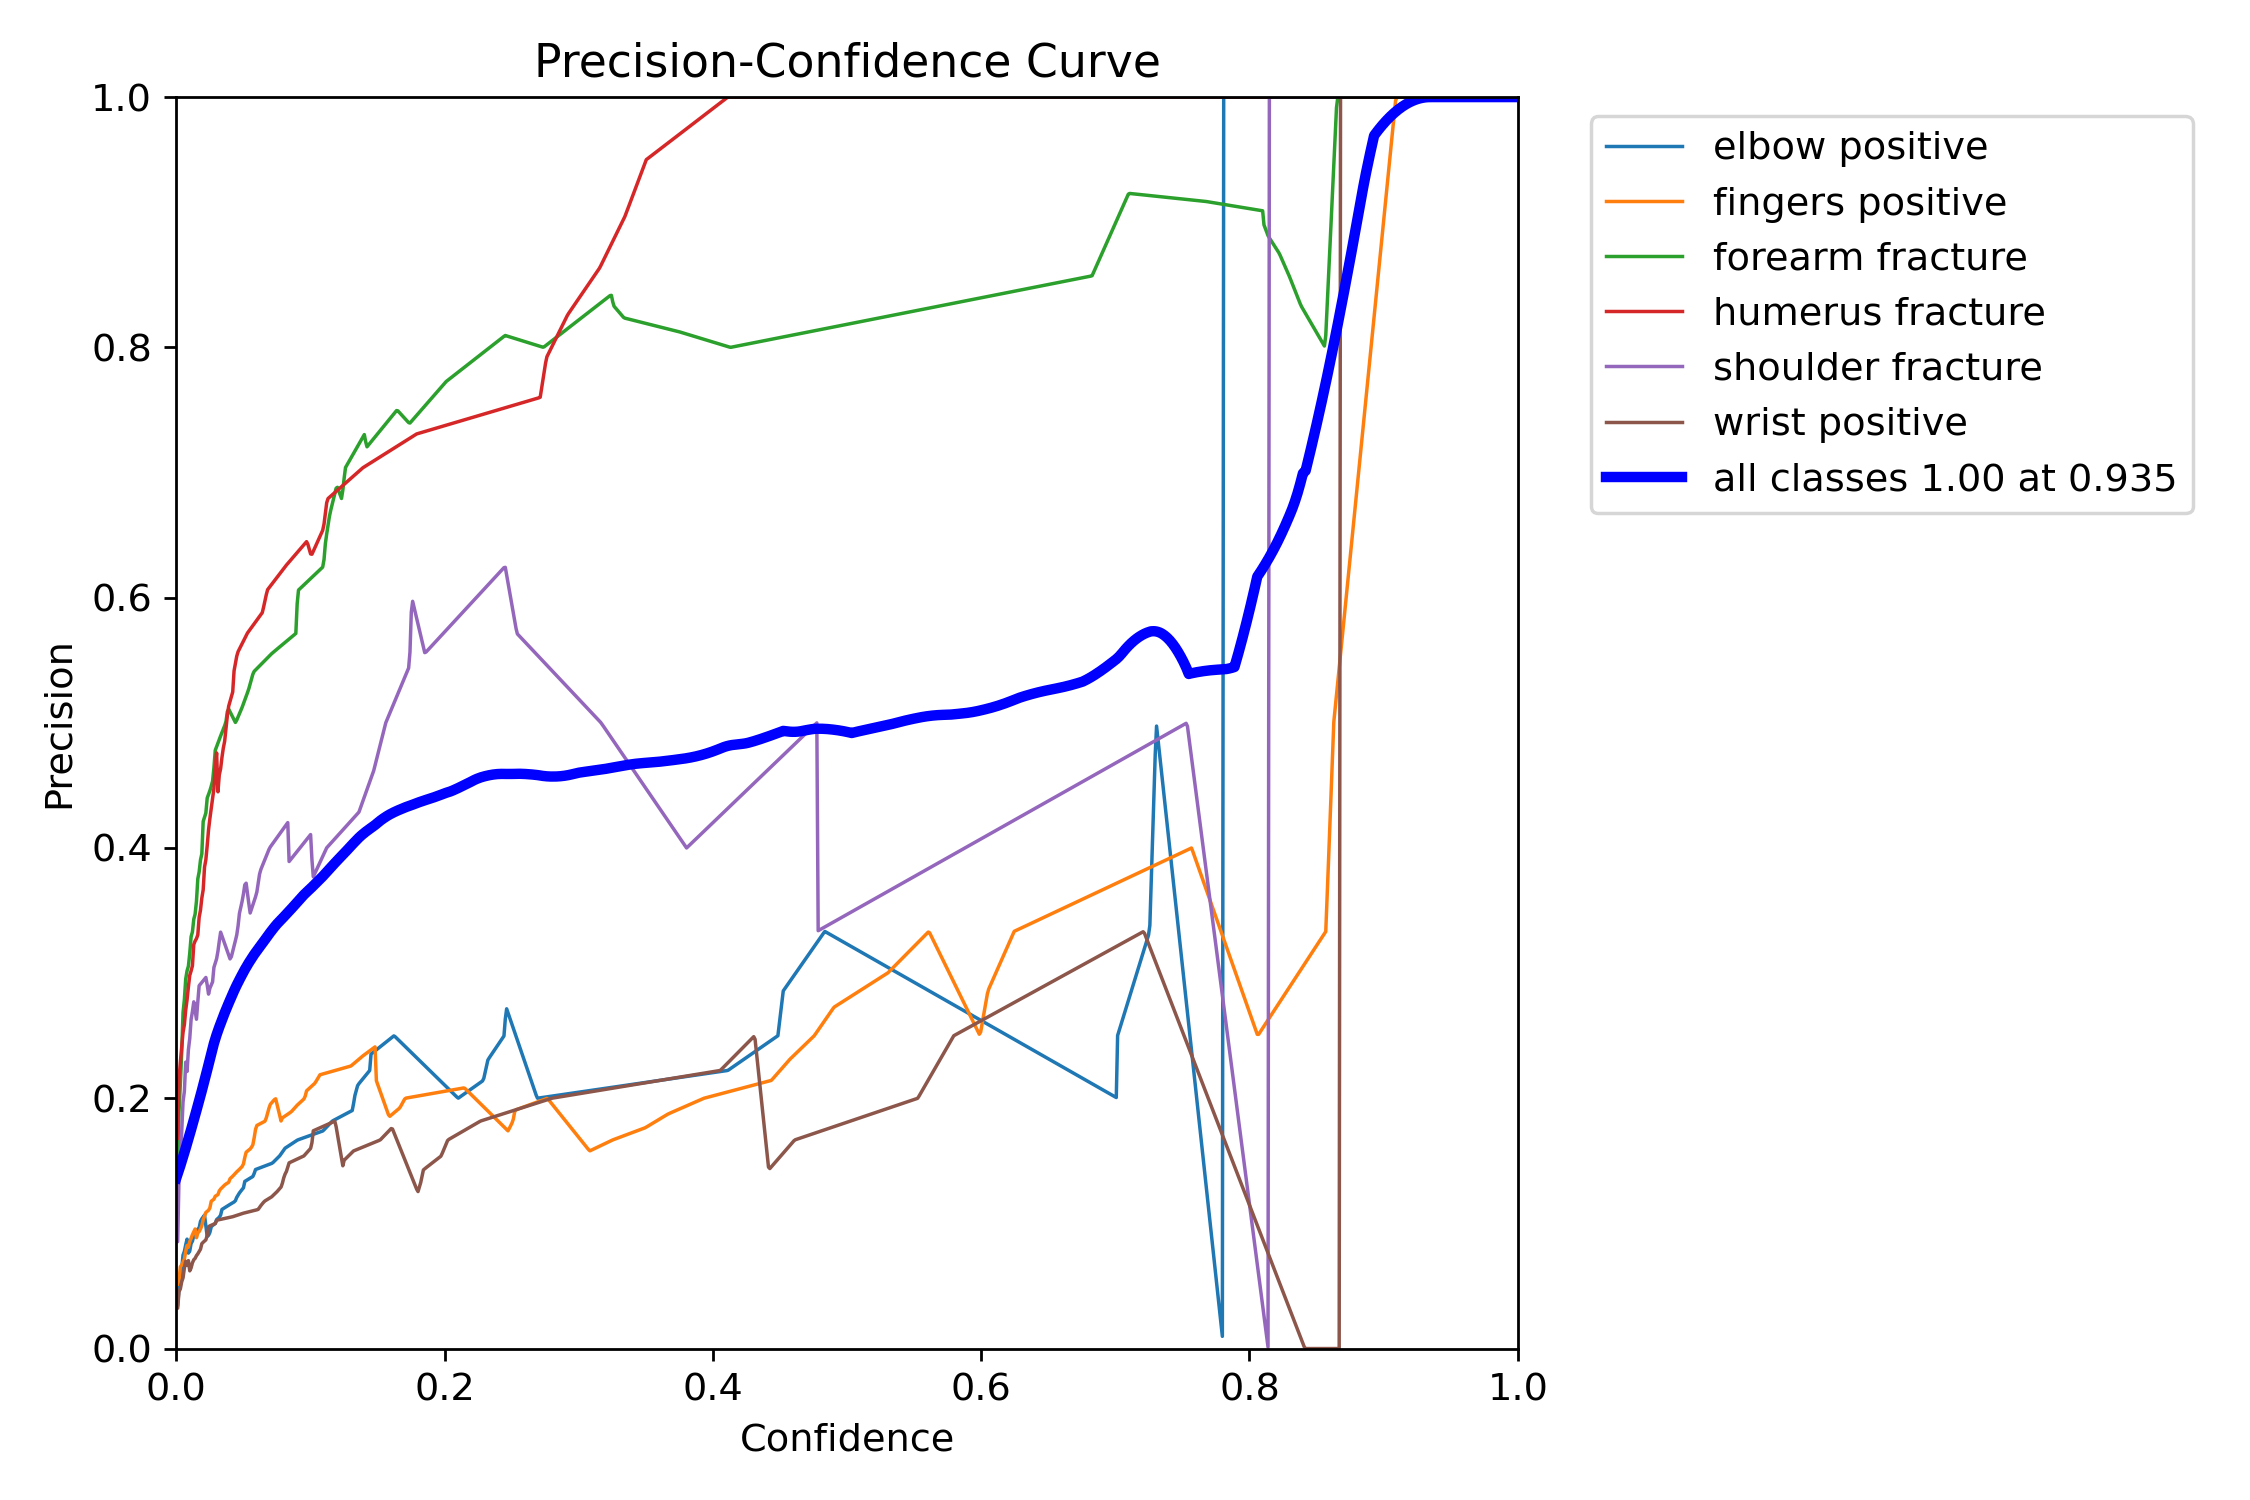 Precision-Confidence Curve
1.0
0.8
0.6
0.4
0.2
0.0
Precision
0.0 0.2 0.4 0.6 0.8 1.0
Confidence
elbow positive
fingers positive
forearm fracture
humerus fracture
shoulder fracture
wrist positive
all classes 1.00 at 0.935